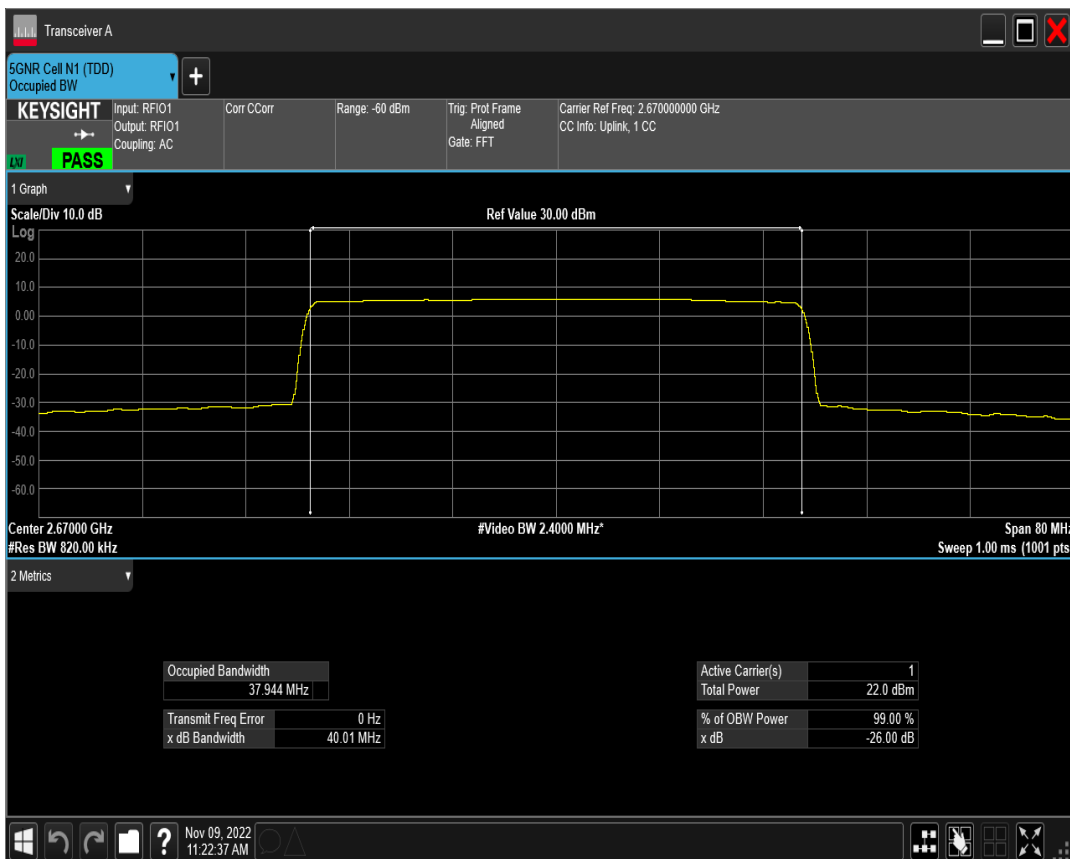 Transceiver A
5GNR Cell N1 (TDD)
Occupied BW
+
KEYSIGHT
LXI
PASS
Input: RFIO1
Output: RFIO1
Coupling: AC
Corr CCorr
Range: -60 dBm
Trig: Prot Frame
Aligned
Gate: FFT
Carrier Ref Freq: 2.670000000 GHz
CC Info: Uplink, 1 CC
1 Graph
Scale/Div 10.0 dB
Ref Value 30.00 dBm
Log
20.0
10.0
0.00
-10.0
-20.0
-30.0
-40.0
-50.0
-60.0
Center 2.67000 GHz
#Video BW 2.4000 MHz*
Span 80 MHz
#Res BW 820.00 kHz
Sweep 1.00 ms (1001 pts
2 Metrics
Occupied Bandwidth
37.944 MHz
Transmit Freq Error 0 Hz
x dB Bandwidth 40.01 MHz
Active Carrier(s) 1
Total Power 22.0 dBm
% of OBW Power 99.00 %
x dB -26.00 dB
?
Nov 09, 2022
11:22:37 AM